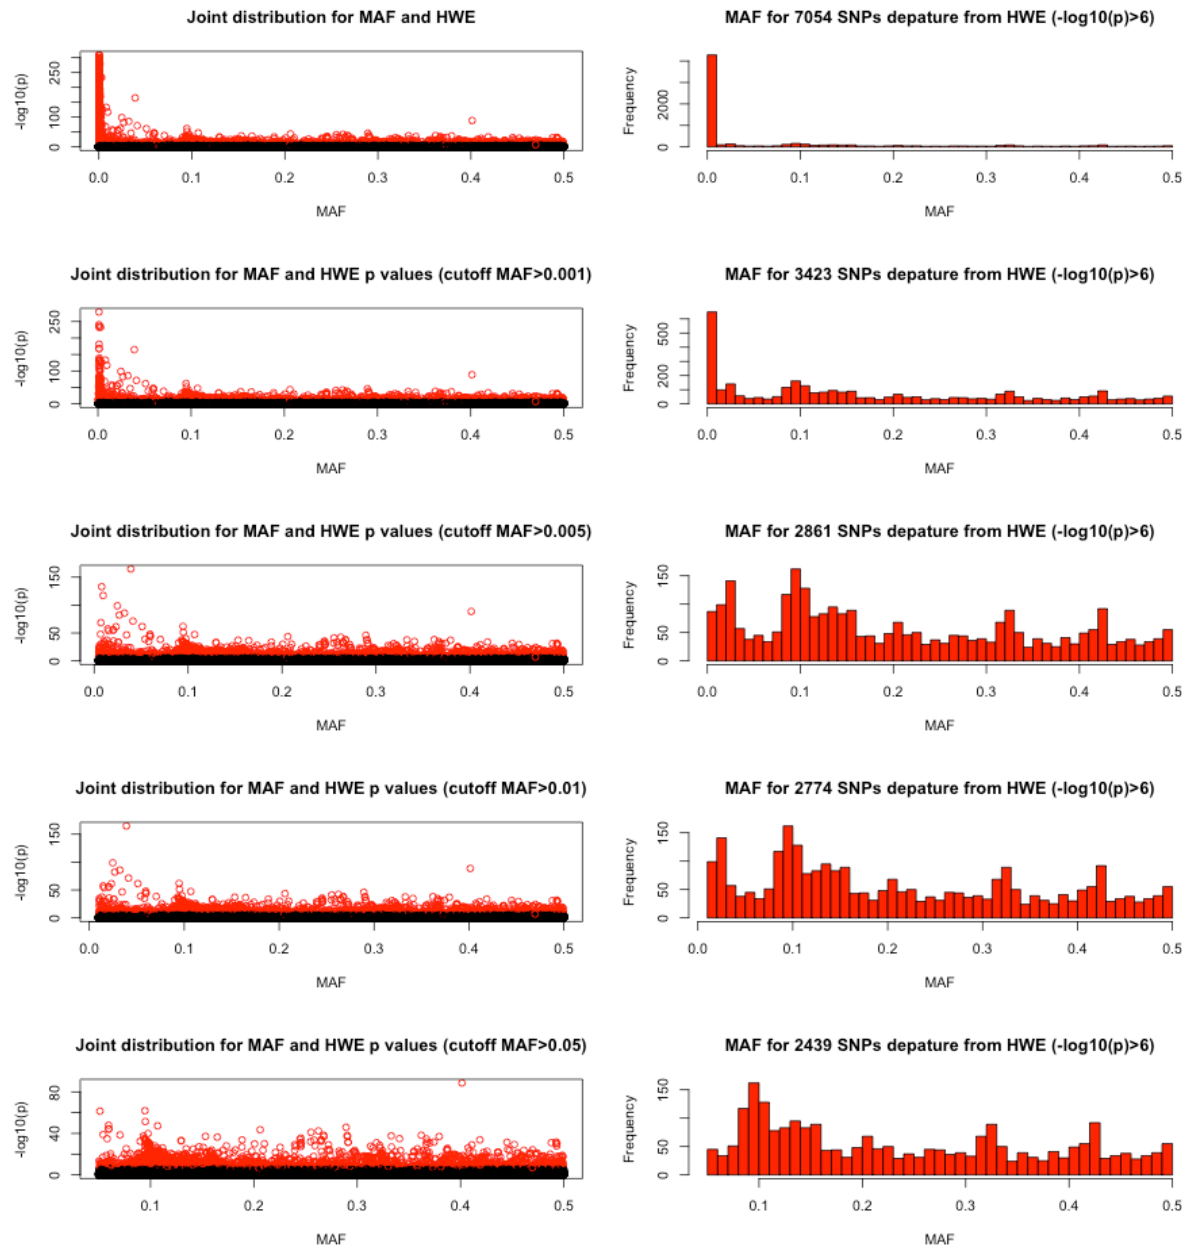 Joint distribution for MAF and HWE
-log10(p)
0 100 250
0.0 0.1 0.2 0.3 0.4 0.5
MAF
MAF for 7054 SNPs depature from HWE (-log10(p)>6)
Frequency
0 2000
0.0 0.1 0.2 0.3 0.4 0.5
MAF
Joint distribution for MAF and HWE p values (cutoff MAF>0.001)
-log10(p)
0 100 250
0.0 0.1 0.2 0.3 0.4 0.5
MAF
MAF for 3423 SNPs depature from HWE (-log10(p)>6)
Frequency
0 200 500
0.0 0.1 0.2 0.3 0.4 0.5
MAF
Joint distribution for MAF and HWE p values (cutoff MAF>0.005)
-log10(p)
0 50 150
0.0 0.1 0.2 0.3 0.4 0.5
MAF
MAF for 2861 SNPs depature from HWE (-log10(p)>6)
Frequency
0 50 150
0.0 0.1 0.2 0.3 0.4 0.5
MAF
Joint distribution for MAF and HWE p values (cutoff MAF>0.01)
-log10(p)
0 50 150
0.0 0.1 0.2 0.3 0.4 0.5
MAF
MAF for 2774 SNPs depature from HWE (-log10(p)>6)
Frequency
0 50 150
0.0 0.1 0.2 0.3 0.4 0.5
MAF
Joint distribution for MAF and HWE p values (cutoff MAF>0.05)
-log10(p)
0 40 80
0.1 0.2 0.3 0.4 0.5
MAF
MAF for 2439 SNPs depature from HWE (-log10(p)>6)
Frequency
0 50 150
0.1 0.2 0.3 0.4 0.5
MAF